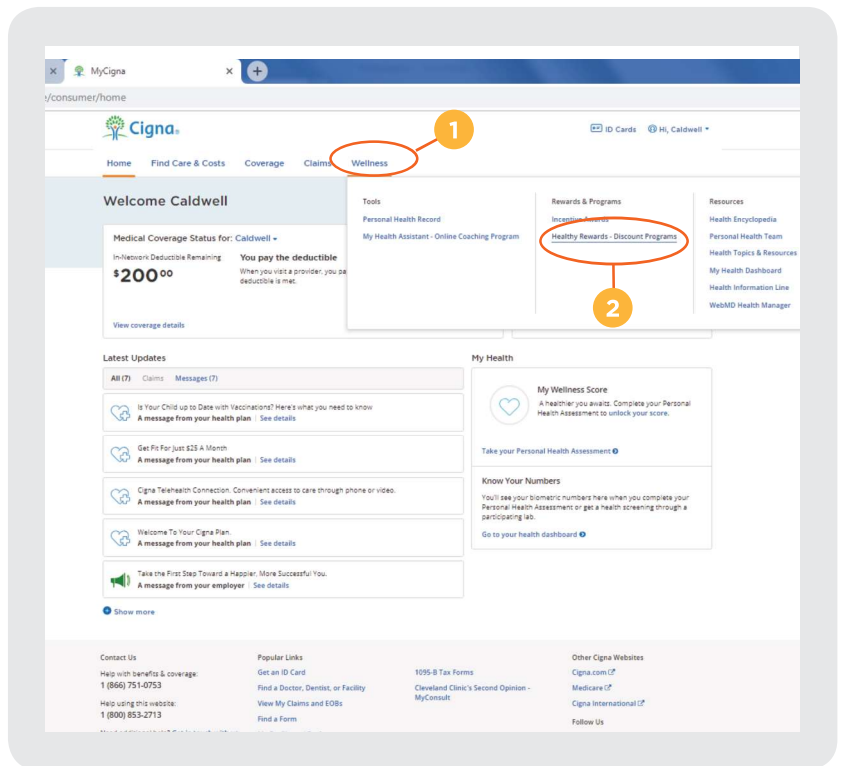 MyCigna
e/consumer/home
Cigna®
ID Cards Hi, Caldwell
1
Home Find Care & Costs Coverage Claims Wellness
Welcome Caldwell
Tools
Personal Health Record
My Health Assistant - Online Coaching Program
Rewards & Programs
Incentive Awards
Healthy Rewards - Discount Programs
2
Resources
Health Encyclopedia
Personal Health Team
Health Topics & Resources
My Health Dashboard
Health Information Line
WebMD Health Manager
Medical Coverage Status for: Caldwell
In-Network Deductible Remaining
$200 00
You pay the deductible
When you visit a provider, you pa
deductible is met.
View coverage details
Latest Updates
All (7) Claims Messages (7)
Is Your Child up to Date with Vaccinations? Here's what you need to know
A message from your health plan | See details
Get Fit For Just $25 A Month
A message from your health plan | See details
Cigna Telehealth Connection. Convenient access to care through phone or video.
A message from your health plan | See details
Welcome To Your Cigna Plan.
A message from your health plan | See details
Take the First Step Toward a Happier, More Successful You.
A message from your employer | See details
Show more
My Health
My Wellness Score
A healthier you awaits. Complete your Personal
Health Assessment to unlock your score.
Take your Personal Health Assessment
Know Your Numbers
You'll see your biometric numbers here when you complete your
Personal Health Assessment or get a health screening through a
participating lab.
Go to your health dashboard
Contact Us
Help with benefits & coverage:
1 (866) 751-0753
Help using this website:
1 (800) 853-2713
Popular Links
Get an ID Card
Find a Doctor, Dentist, or Facility
View My Claims and EOBs
Find a Form
1095-B Tax Forms
Cleveland Clinic's Second Opinion -
MyConsult
Other Cigna Websites
Cigna.com
Medicare
Cigna International
Follow Us